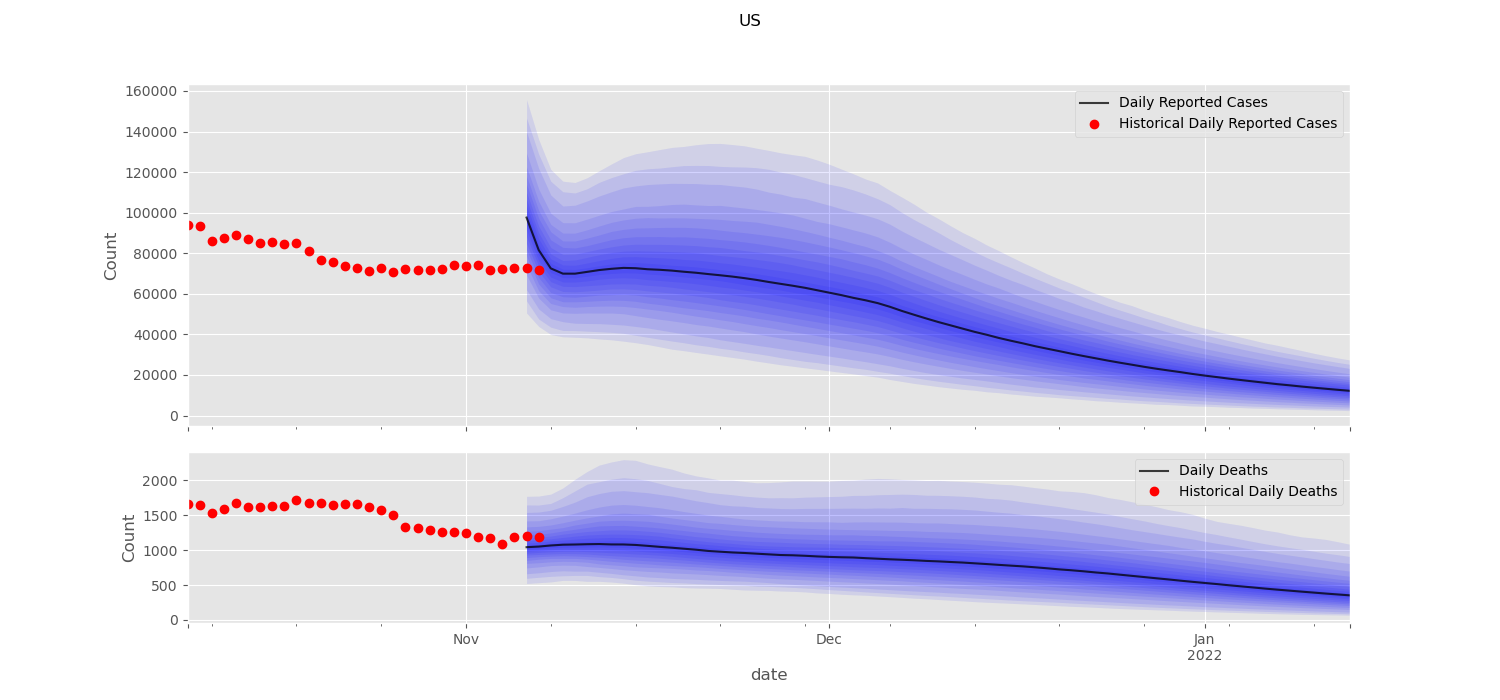 US
160000
140000
120000
100000
80000
60000
40000
20000
0
Count
Daily Reported Cases
Historical Daily Reported Cases
2000
1500
1000
500
0
Count
Daily Deaths
Historical Daily Deaths
Nov
Dec
Jan
2022
date